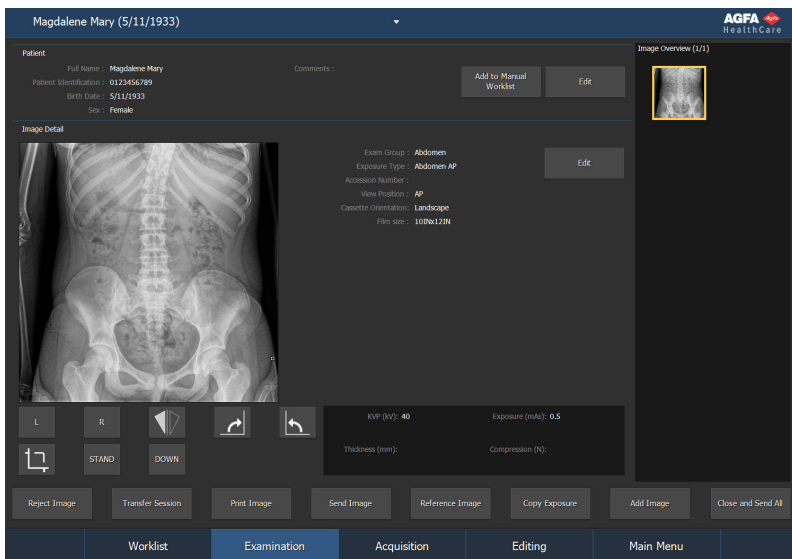 Magdalene Mary (5/11/1933)
AGFA
HealthCare
Patient
Full Name : Magdalene Mary
Patient Identification : 0123456789
Birth Date : 5/11/1933
Sex : Female
Comments :
Add to Manual
Worklist
Edit
Image Overview (1/1)
Image Detail
Exam Group : Abdomen
Exposure Type : Abdomen AP
Accession Number :
View Position : AP
Cassette Orientation: Landscape
Film size : 10INx12IN
Edit
L
R
STAND
DOWN
KVP (kV): 40
Exposure (mAs): 0.5
Thickness (mm):
Compression (N):
Reject Image
Transfer Session
Print Image
Send Image
Reference Image
Copy Exposure
Add Image
Close and Send All
Worklist
Examination
Acquisition
Editing
Main Menu